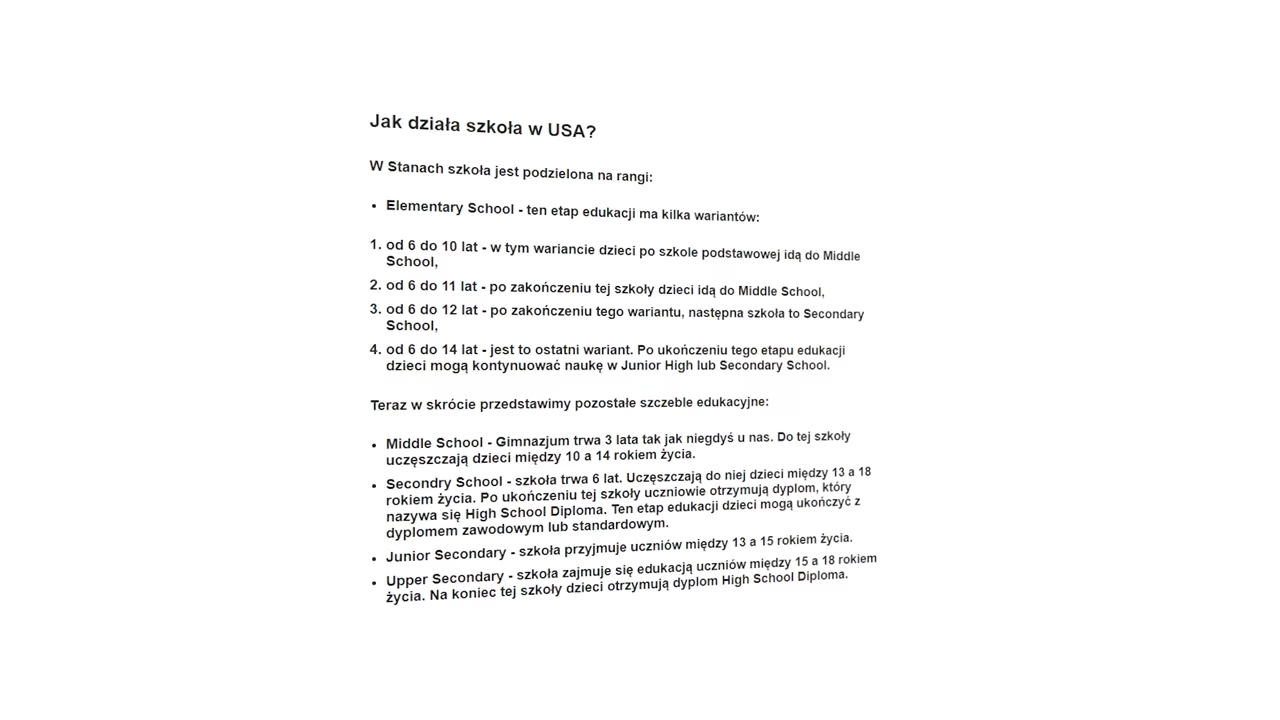 Jak działa szkoła w USA?
W Stanach szkoła jest podzielona na rangi:
• Elementary School - ten etap edukacji ma kilka wariantów:
1. od 6 do 10 lat - w tym wariancie dzieci po szkole podstawowej idą do Middle
School,
2. od 6 do 11 lat - po zakończeniu tej szkoły dzieci idą do Middle School,
3. od 6 do 12 lat - po zakończeniu tego wariantu, następna szkoła to Secondary
School,
4. od 6 do 14 lat - jest to ostatni wariant. Po ukończeniu tego etapu edukacji
dzieci mogą kontynuować naukę w Junior High lub Secondary School.
Teraz w skrócie przedstawimy pozostałe szczeble edukacyjne:
• Middle School - Gimnazjum trwa 3 lata tak jak niegdyś u nas. Do tej szkoły
uczęszczają dzieci między 10 a 14 rokiem życia.
• Secondry School - szkoła trwa 6 lat. Uczęszczają do niej dzieci między 13 a 18
rokiem życia. Po ukończeniu tej szkoły uczniowie otrzymują dyplom, który
nazywa się High School Diploma. Ten etap edukacji dzieci mogą ukończyć z
dyplomem zawodowym lub standardowym.
• Junior Secondary - szkoła przyjmuje uczniów między 13 a 15 rokiem życia.
• Upper Secondary - szkoła zajmuje się edukacją uczniów między 15 a 18 rokiem
życia. Na koniec tej szkoły dzieci otrzymują dyplom High School Diploma.